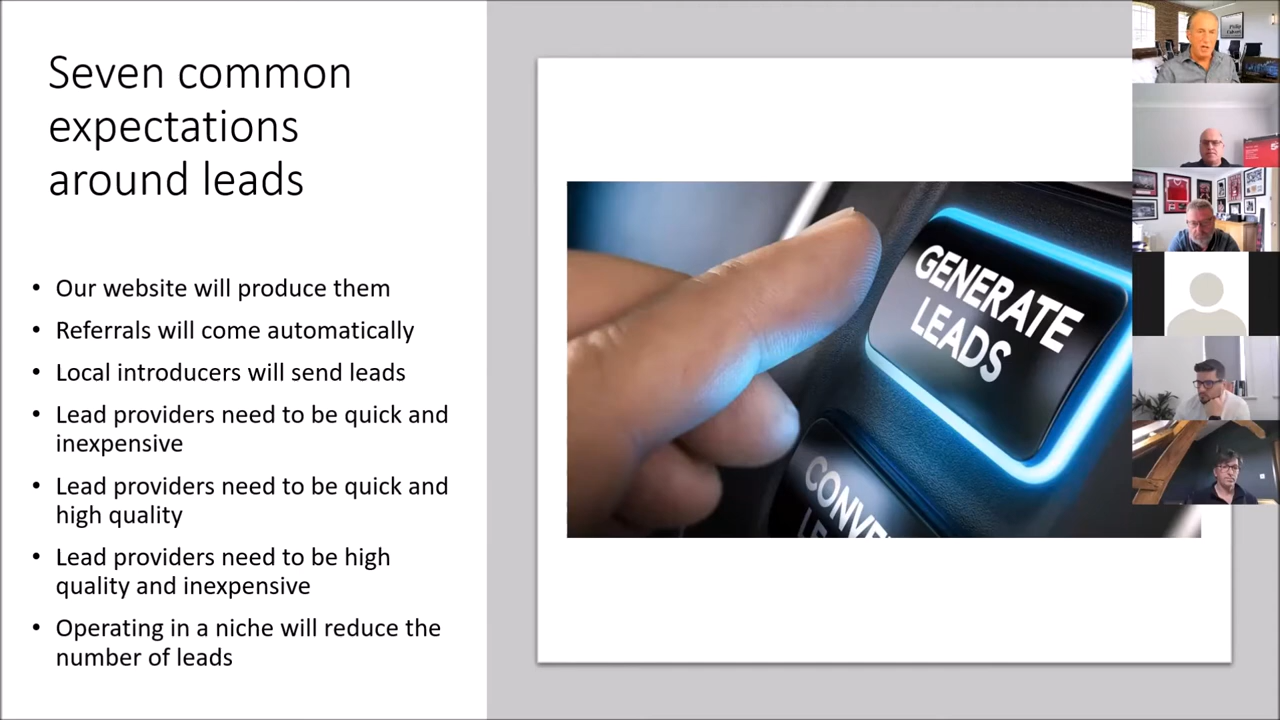 Seven common
expectations
around leads
• Our website will produce them
• Referrals will come automatically
• Local introducers will send leads
• Lead providers need to be quick and
inexpensive
• Lead providers need to be quick and
high quality
• Lead providers need to be high
quality and inexpensive
• Operating in a niche will reduce the
number of leads
GENERATE
LEADS